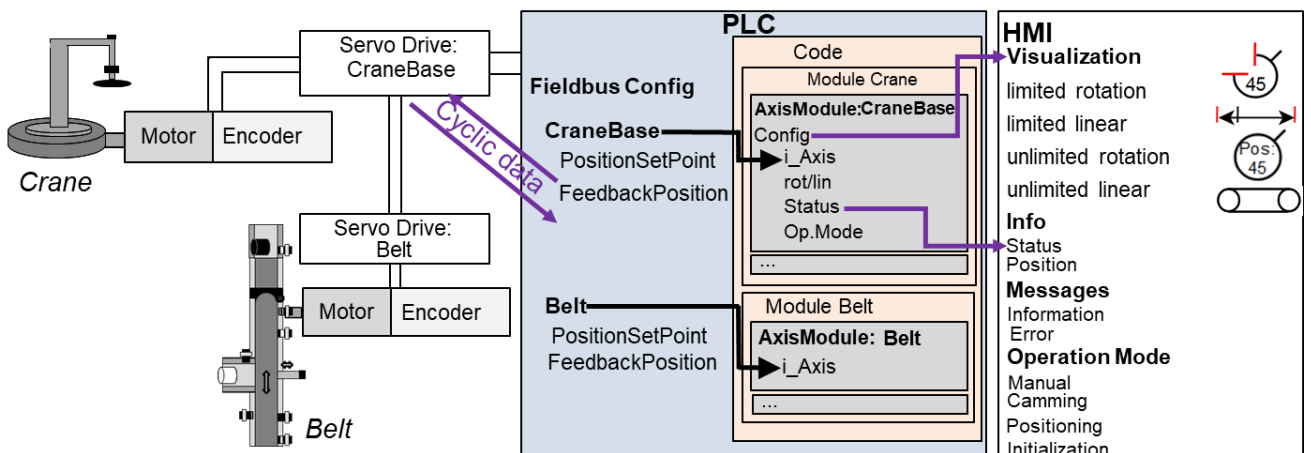 Servo Drive:
CraneBase
Motor
Encoder
Crane
Servo Drive:
Belt
Motor
Encoder
Belt
Cyclic data
PLC
Fieldbus Config
CraneBase
PositionSetPoint
FeedbackPosition
Belt
PositionSetPoint
FeedbackPosition
Code
Module Crane
AxisModule:CraneBase
Config
i_Axis
rot/lin
Status
Op.Mode
...
Module Belt
AxisModule: Belt
i_Axis
...
HMI
Visualization
limited rotation
45
limited linear
unlimited rotation
Pos:
45
unlimited linear
Info
Status
Position
Messages
Information
Error
Operation Mode
Manual
Camming
Positioning
Initialization